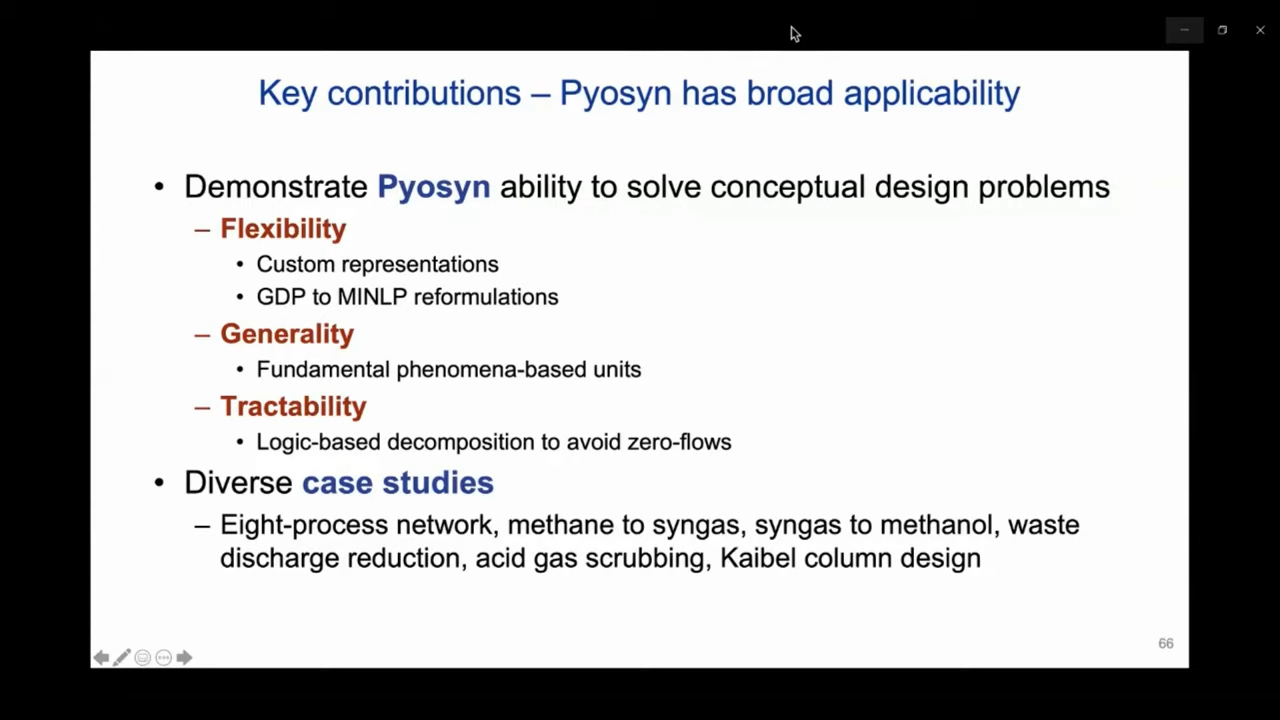 Key contributions – Pyosyn has broad applicability
• Demonstrate Pyosyn ability to solve conceptual design problems
– Flexibility
• Custom representations
• GDP to MINLP reformulations
– Generality
• Fundamental phenomena-based units
– Tractability
• Logic-based decomposition to avoid zero-flows
• Diverse case studies
– Eight-process network, methane to syngas, syngas to methanol, waste
discharge reduction, acid gas scrubbing, Kaibel column design
66